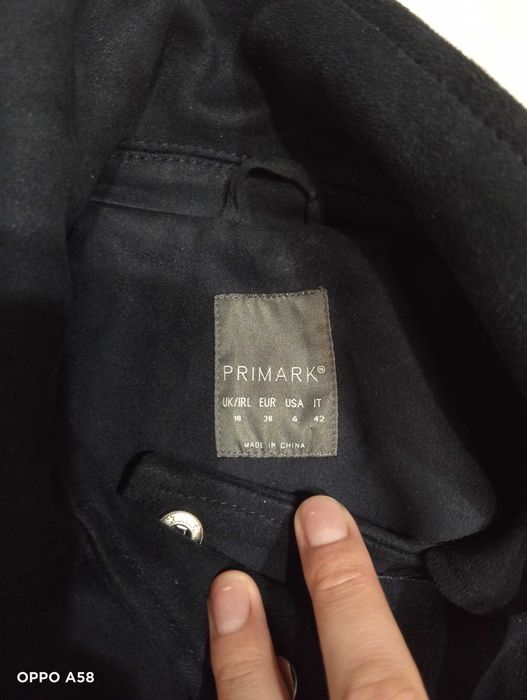 PRIMARK®
UK/IRL EUR USA IT
10 38 6 42
MADE IN CHINA
OPPO A58